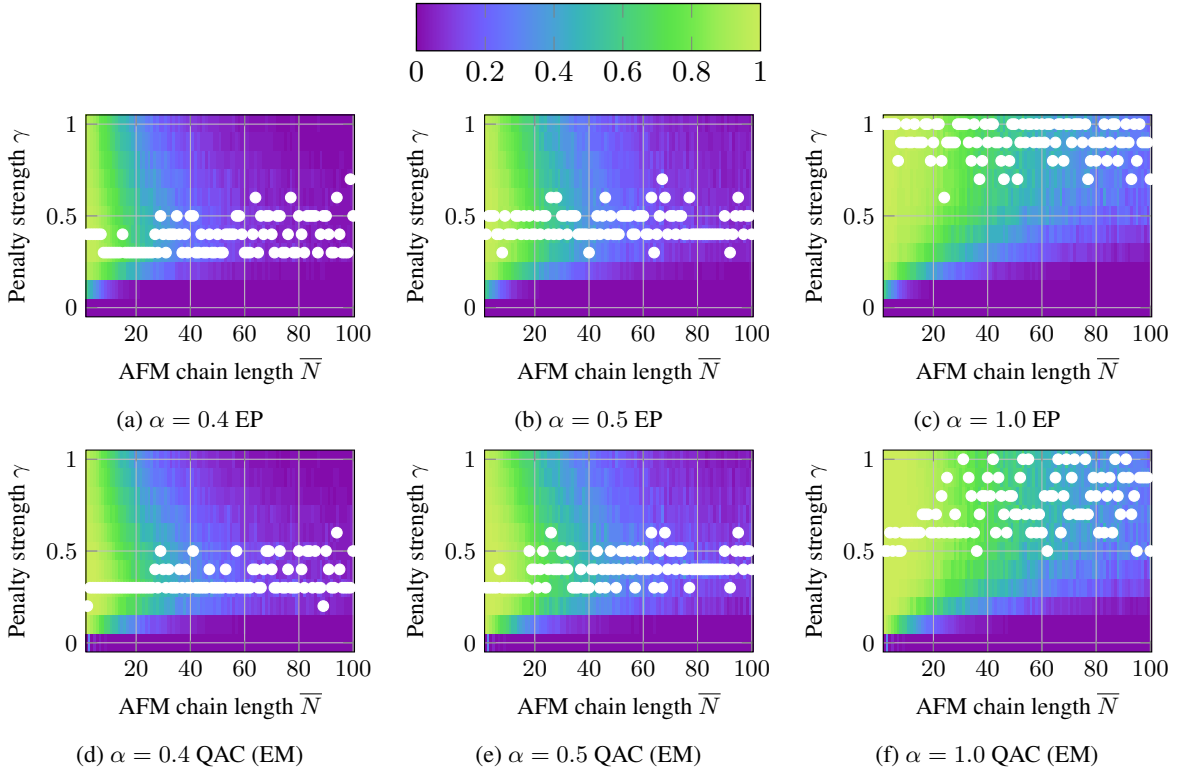 0 0.2 0.4 0.6 0.8 1
Penalty strength γ
1
0.5
0
20 40 60 80 100
AFM chain length N̅
(a) α = 0.4 EP
Penalty strength γ
1
0.5
0
20 40 60 80 100
AFM chain length N̅
(b) α = 0.5 EP
Penalty strength γ
1
0.5
0
20 40 60 80 100
AFM chain length N̅
(c) α = 1.0 EP
Penalty strength γ
1
0.5
0
20 40 60 80 100
AFM chain length N̅
(d) α = 0.4 QAC (EM)
Penalty strength γ
1
0.5
0
20 40 60 80 100
AFM chain length N̅
(e) α = 0.5 QAC (EM)
Penalty strength γ
1
0.5
0
20 40 60 80 100
AFM chain length N̅
(f) α = 1.0 QAC (EM)